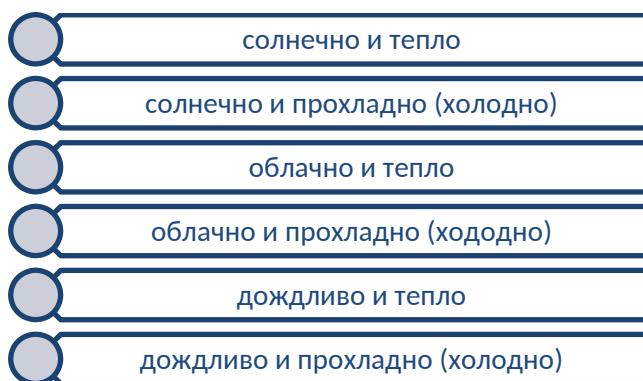 солнечно и тепло
солнечно и прохладно (холодно)
облачно и тепло
облачно и прохладно (хододно)
дождливо и тепло
дождливо и прохладно (холодно)